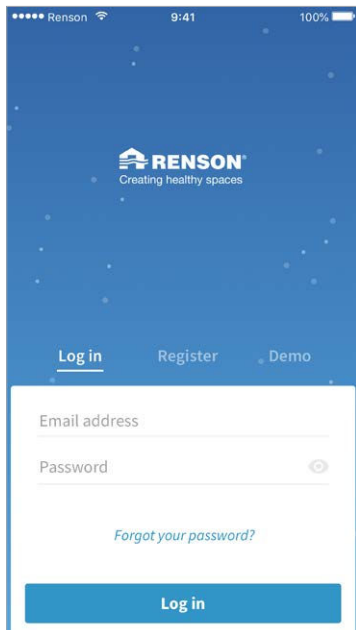 Renson 9:41 100%
RENSON®
Creating healthy spaces
Log in Register Demo
Email address
Password
Forgot your password?
Log in